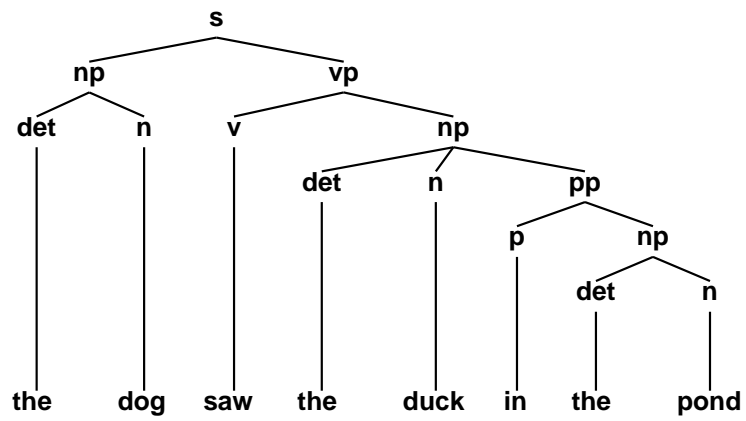 s
np vp
det n v np
det n pp
p np
det n
the dog saw the duck in the pond